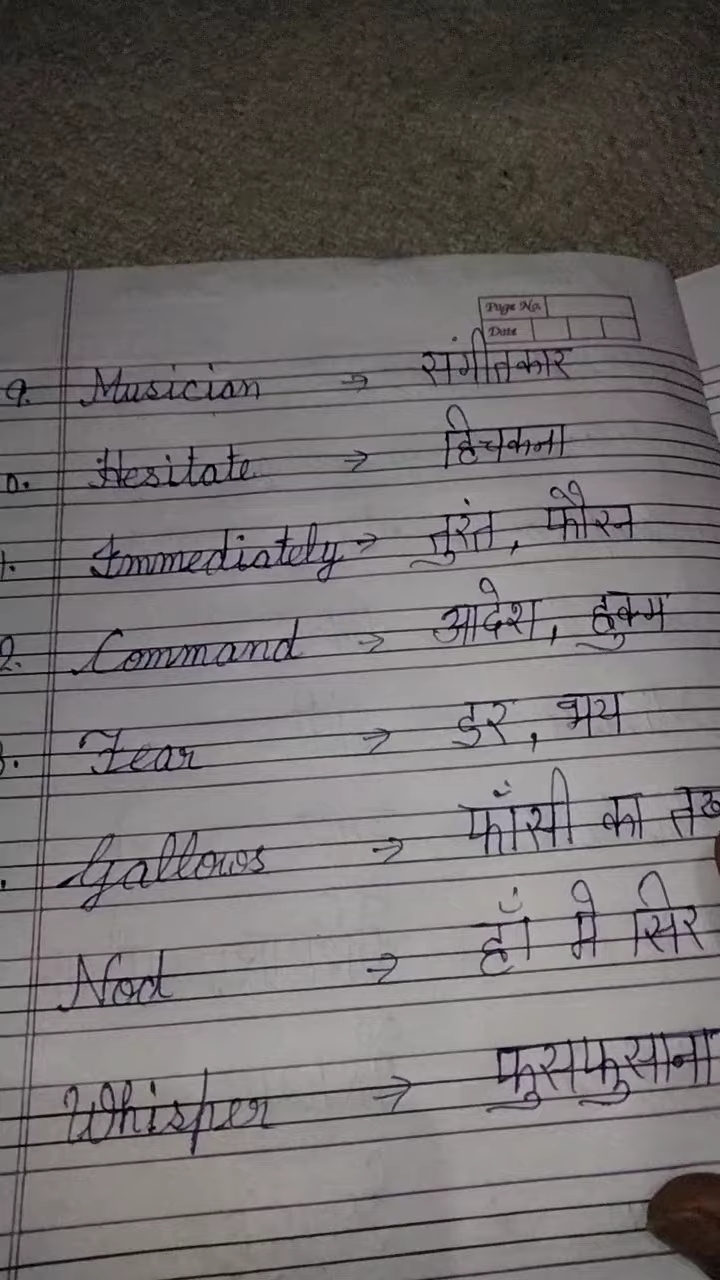 Page No.
Date
9. Musician → संगीतकार
0. Hesitate → हिचकना
1. Immediately → तुरंत, फौरन
2. Command → आदेश, हुक्म
3. Fear → डर, भय
. Gallows → फाँसी का
Nod → हाँ मे सिर
Whisper → फुसफुसाना